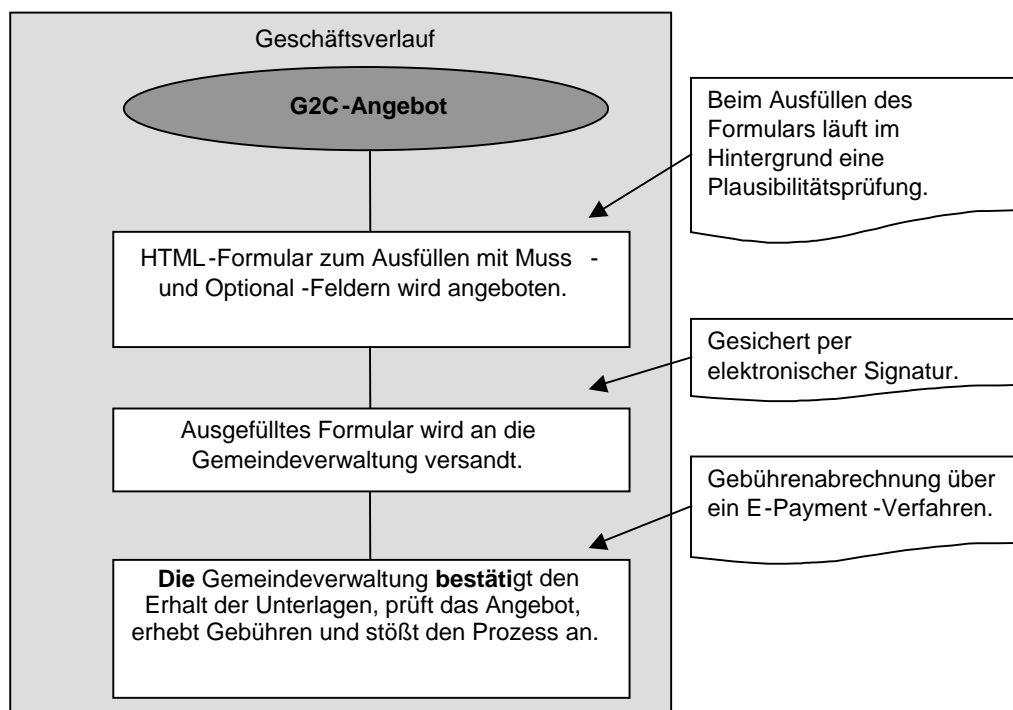 Geschäftsverlauf
G2C-Angebot
Beim Ausfüllen des
Formulars läuft im
Hintergrund eine
Plausibilitätsprüfung.
HTML-Formular zum Ausfüllen mit Muss -
und Optional -Feldern wird angeboten.
Gesichert per
elektronischer Signatur.
Ausgefülltes Formular wird an die
Gemeindeverwaltung versandt.
Gebührenabrechnung über
ein E-Payment -Verfahren.
Die Gemeindeverwaltung bestätigt den
Erhalt der Unterlagen, prüft das Angebot,
erhebt Gebühren und stößt den Prozess an.